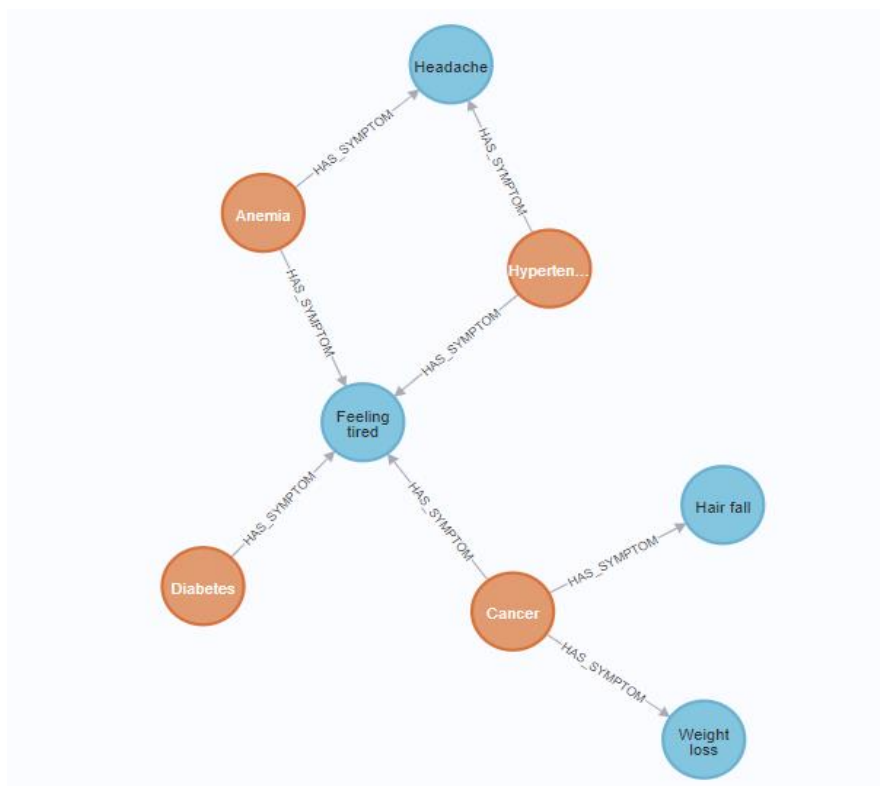 Headache
HAS_SYMPTOM
HAS_SYMPTOM
Anemia
Hyperten...
HAS_SYMPTOM
HAS_SYMPTOM
Feeling
tired
HAS_SYMPTOM
HAS_SYMPTOM
Hair fall
HAS_SYMPTOM
Diabetes
Cancer
HAS_SYMPTOM
Weight
loss